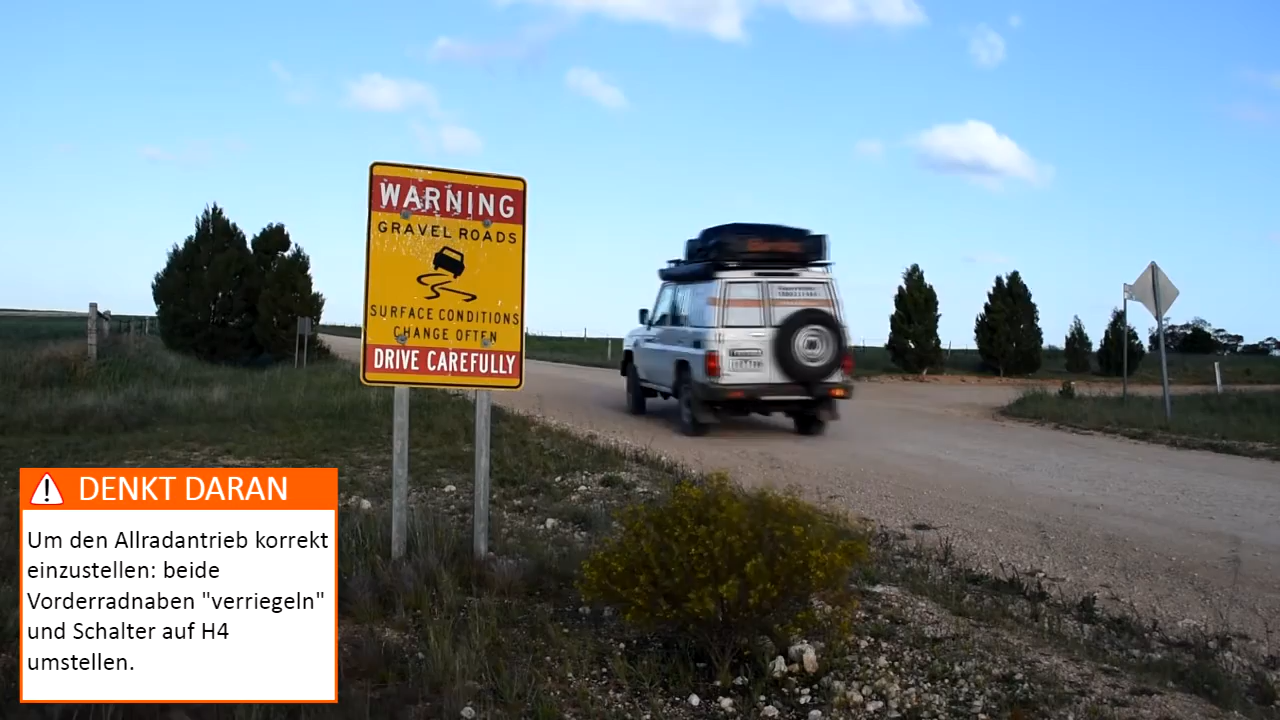 WARNING
GRAVEL ROADS
SURFACE CONDITIONS
CHANGE OFTEN
DRIVE CAREFULLY
DENKT DARAN
Um den Allradantrieb korrekt
einzustellen: beide
Vorderradnaben "verriegeln"
und Schalter auf H4
umstellen.